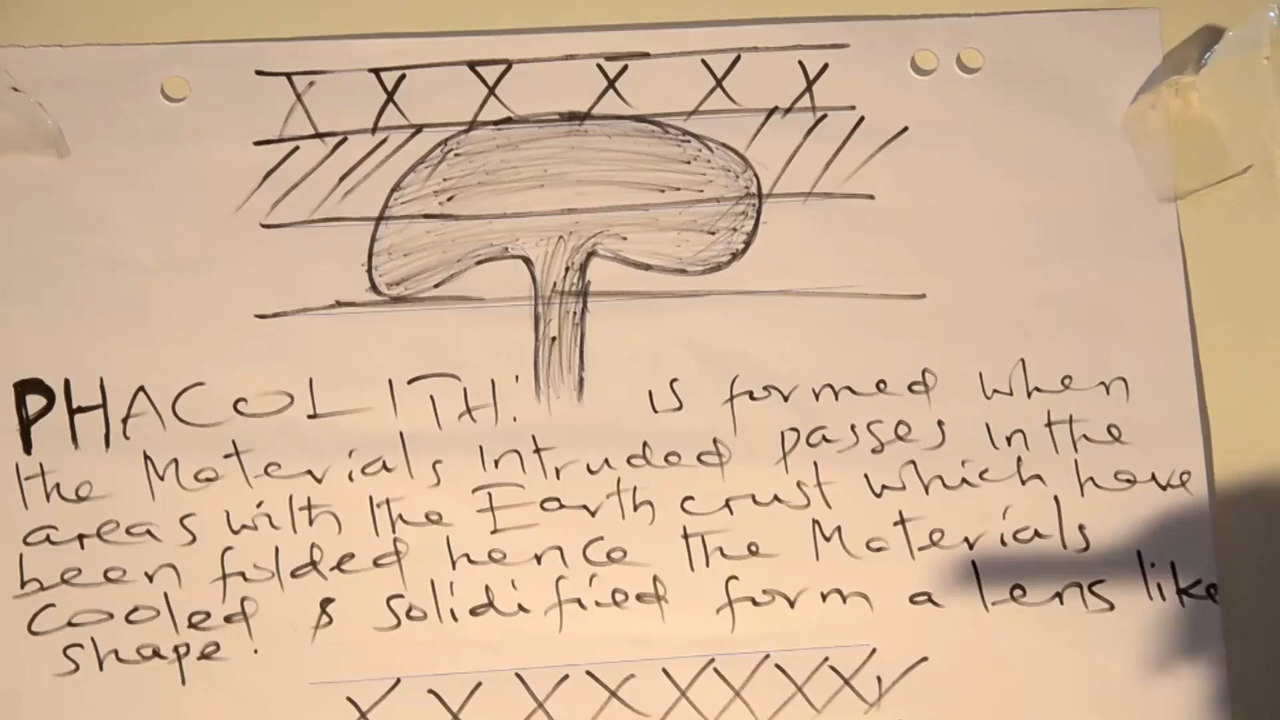 PHACOLITH: is formed when
the Materials intruded passes in the
areas with the Earth crust which have
been folded hence the Materials
cooled & solidified form a lens like
shape.